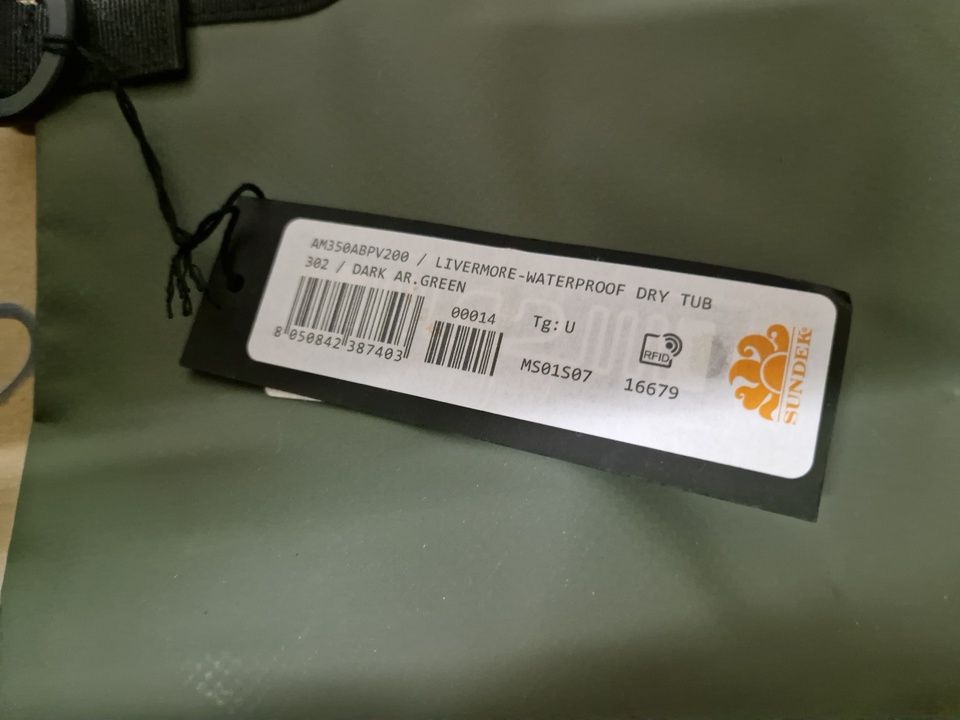 AM350ABPV200 / LIVERMORE-WATERPROOF DRY TUB
302 / DARK AR.GREEN
8 050842 387403
00014
Tg: U
MS01S07
RFID
16679
SUNDEK